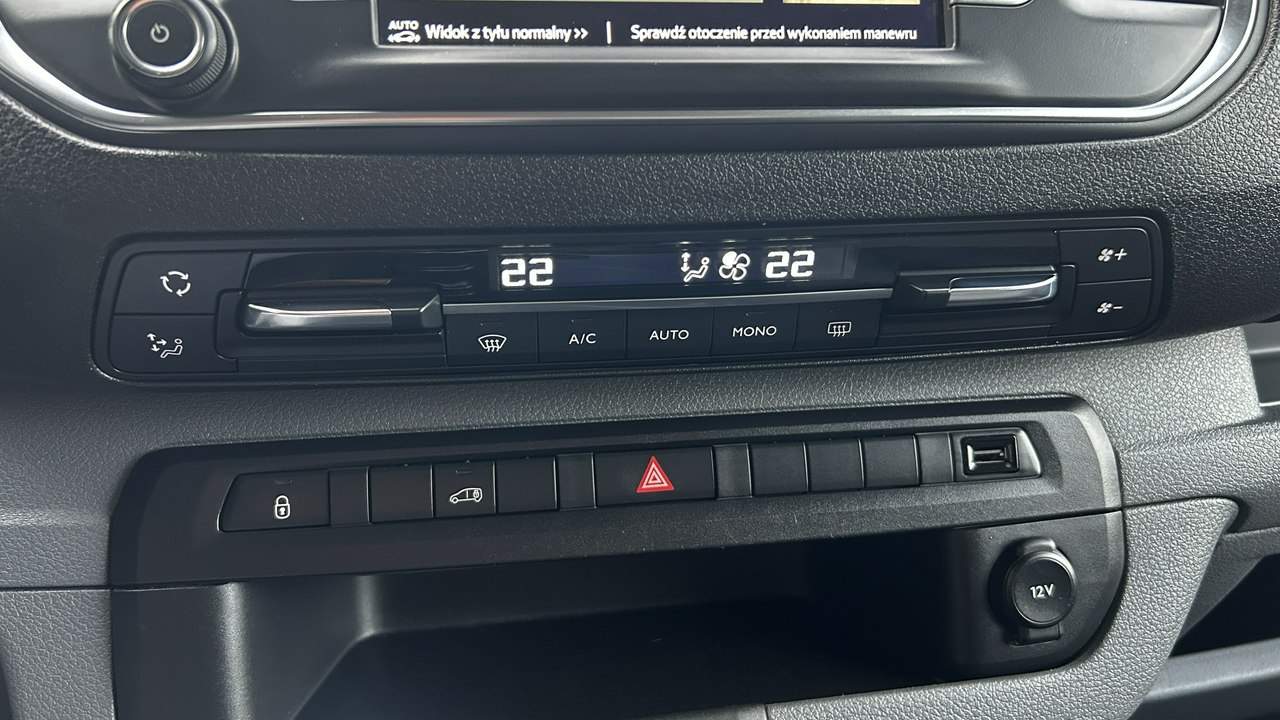 AUTO
Widok z tyłu normalny >> | Sprawdź otoczenie przed wykonaniem manewru
22 22
A/C AUTO MONO
12V